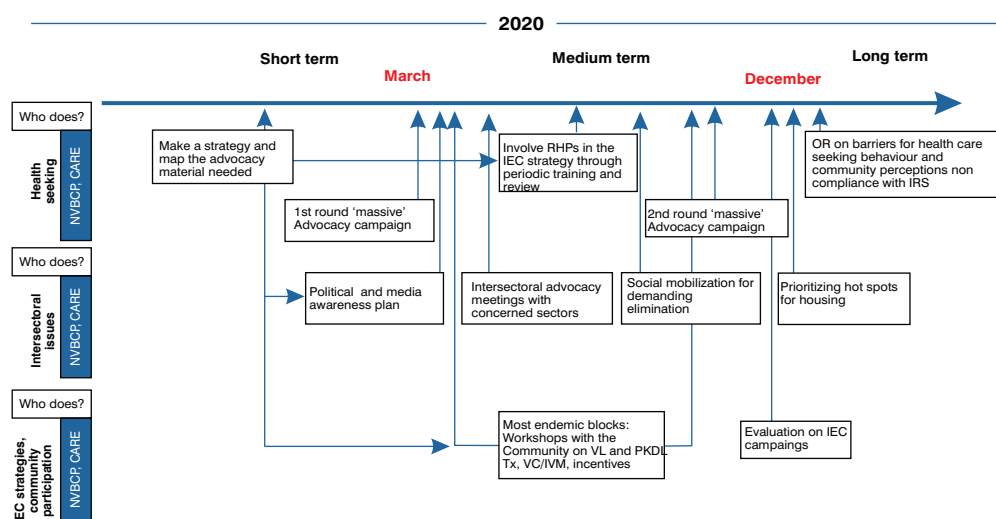 2020
Short term
Medium term
Long term
March
December
Who does?
Health
seeking
NVBCP, CARE
Make a strategy and
map the advocacy
material needed
Involve RHPs in the
IEC strategy through
periodic training and
review
OR on barriers for health care
seeking behaviour and
community perceptions non
compliance with IRS
1st round ‘massive’
Advocacy campaign
2nd round ‘massive’
Advocacy campaign
Who does?
Intersectoral
issues
NVBCP, CARE
Political and media
awareness plan
Intersectoral advocacy
meetings with
concerned sectors
Social mobilization for
demanding
elimination
Prioritizing hot spots
for housing
Who does?
EC strategies,
community
participation
NVBCP, CARE
Most endemic blocks:
Workshops with the
Community on VL and PKDL
Tx, VC/IVM, incentives
Evaluation on IEC
campaings